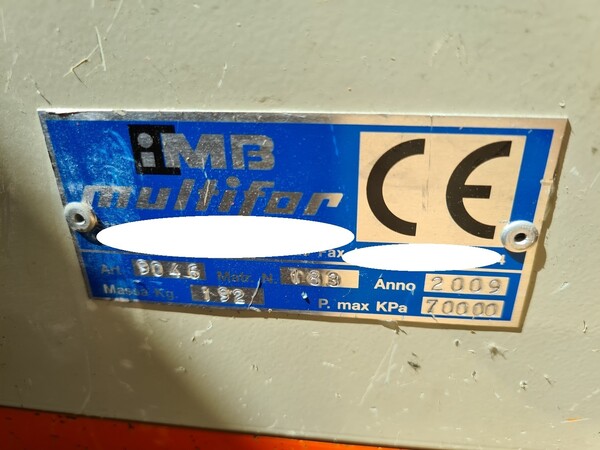 iMB
multifor
CE
Fax
Art. 9046 Matr. N. 083 Anno 2009
Massa Kg. 192 P. max KPa 70000